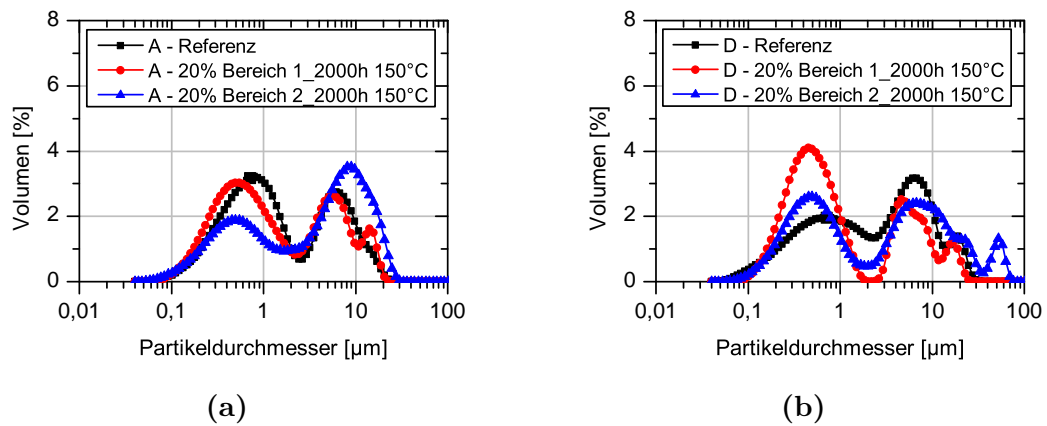 8
6
4
2
0
Volumen [%]
A - Referenz
A - 20% Bereich 1_2000h 150°C
A - 20% Bereich 2_2000h 150°C
0,01 0,1 1 10 100
Partikeldurchmesser [µm]
(a)
8
6
4
2
0
Volumen [%]
D - Referenz
D - 20% Bereich 1_2000h 150°C
D - 20% Bereich 2_2000h 150°C
0,01 0,1 1 10 100
Partikeldurchmesser [µm]
(b)